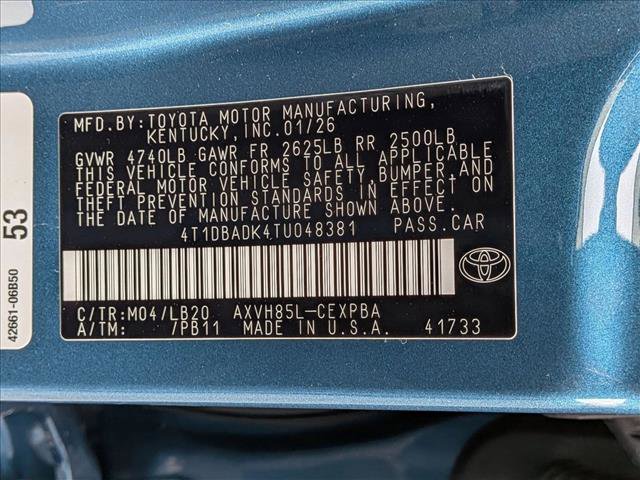 MFD.BY: TOYOTA MOTOR MANUFACTURING,
KENTUCKY, INC. 01/26
GVWR 4740LB GAWR FR 2625LB RR 2500LB
THIS VEHICLE CONFORMS TO ALL APPLICABLE
FEDERAL MOTOR VEHICLE SAFETY, BUMPER, AND
THEFT PREVENTION STANDARDS IN EFFECT ON
THE DATE OF MANUFACTURE SHOWN ABOVE.
4T1DBADK4TU048381 PASS.CAR
C/TR:M04/LB20 AXVH85L-CEXPBA
A/TM: /PB11 MADE IN U.S.A. 41733
53
42661-06B50